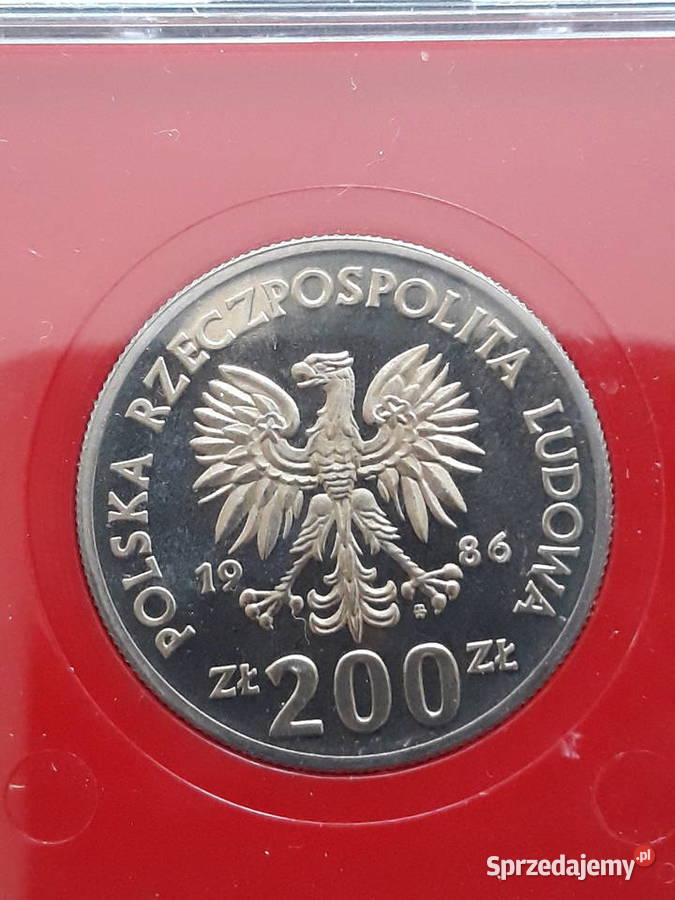 POLSKA RZECZPOSPOLITA LUDOWA
19 86
ZŁ 200 ZŁ
Sprzedajemy.pl